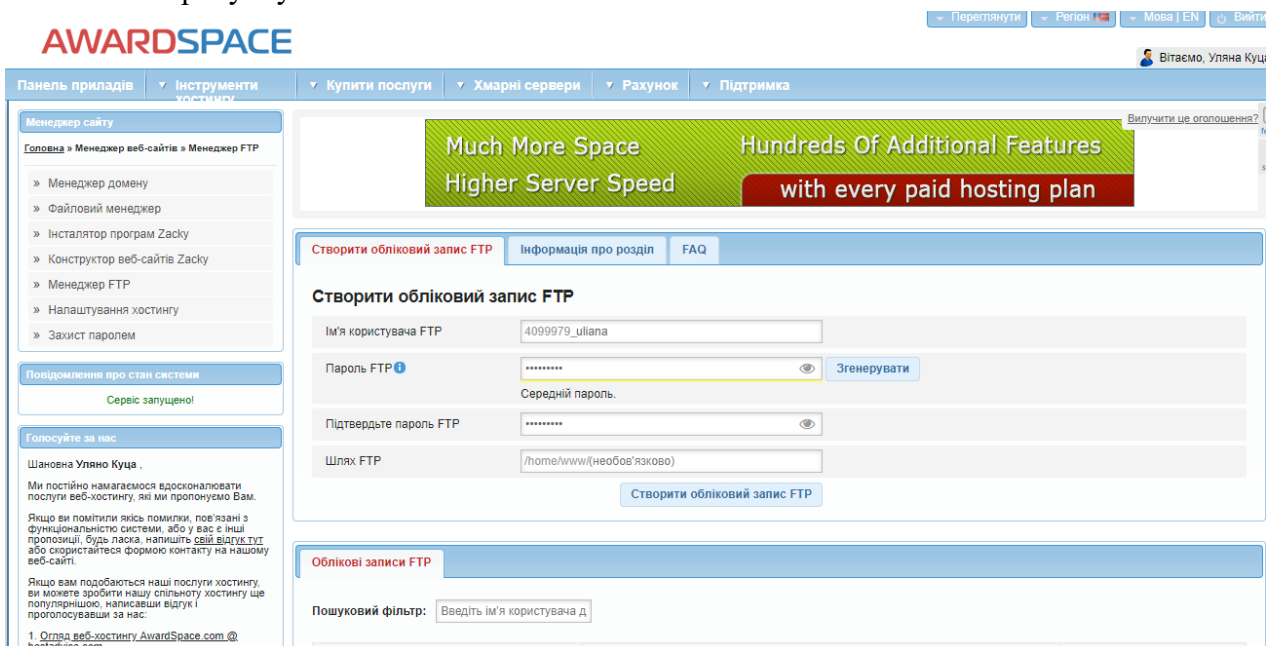 Переглянути
Регіон
Мова | EN
Вийти
AWARDSPACE
Вітаємо, Уляна Куца
Панель приладів
Інструменти хостингу
Купити послуги
Хмарні сервери
Рахунок
Підтримка
Менеджер сайту
Головна » Менеджер веб-сайтів » Менеджер FTP
» Менеджер домену
» Файловий менеджер
» Інсталятор програм Zacky
» Конструктор веб-сайтів Zacky
» Менеджер FTP
» Налаштування хостингу
» Захист паролем
Повідомлення про стан системи
Сервіс запущено!
Голосуйте за нас
Шановна Уляно Куца ,
Ми постійно намагаємося вдосконалювати
послуги веб-хостингу, які ми пропонуємо Вам.
Якщо ви помітили якісь помилки, пов'язані з
функціональністю системи, або у вас є інші
пропозиції, будь ласка, напишіть свій відгук тут
або скористайтеся формою контакту на нашому
веб-сайті.
Якщо вам подобаються наші послуги хостингу,
ви можете зробити нашу спільноту хостингу ще
популярнішою, написавши відгук і
проголосувавши за нас:
1. Огляд веб-хостингу AwardSpace.com @
Вилучити це оголошення?
Much More Space
Higher Server Speed
Hundreds Of Additional Features
with every paid hosting plan
Створити обліковий запис FTP
Інформація про розділ
FAQ
Створити обліковий запис FTP
Ім'я користувача FTP
4099979_uliana
Пароль FTP
•••••••••
Згенерувати
Середній пароль.
Підтвердьте пароль FTP
•••••••••
Шлях FTP
/home/www/(необов'язково)
Створити обліковий запис FTP
Облікові записи FTP
Пошуковий фільтр:
Введіть ім'я користувача д